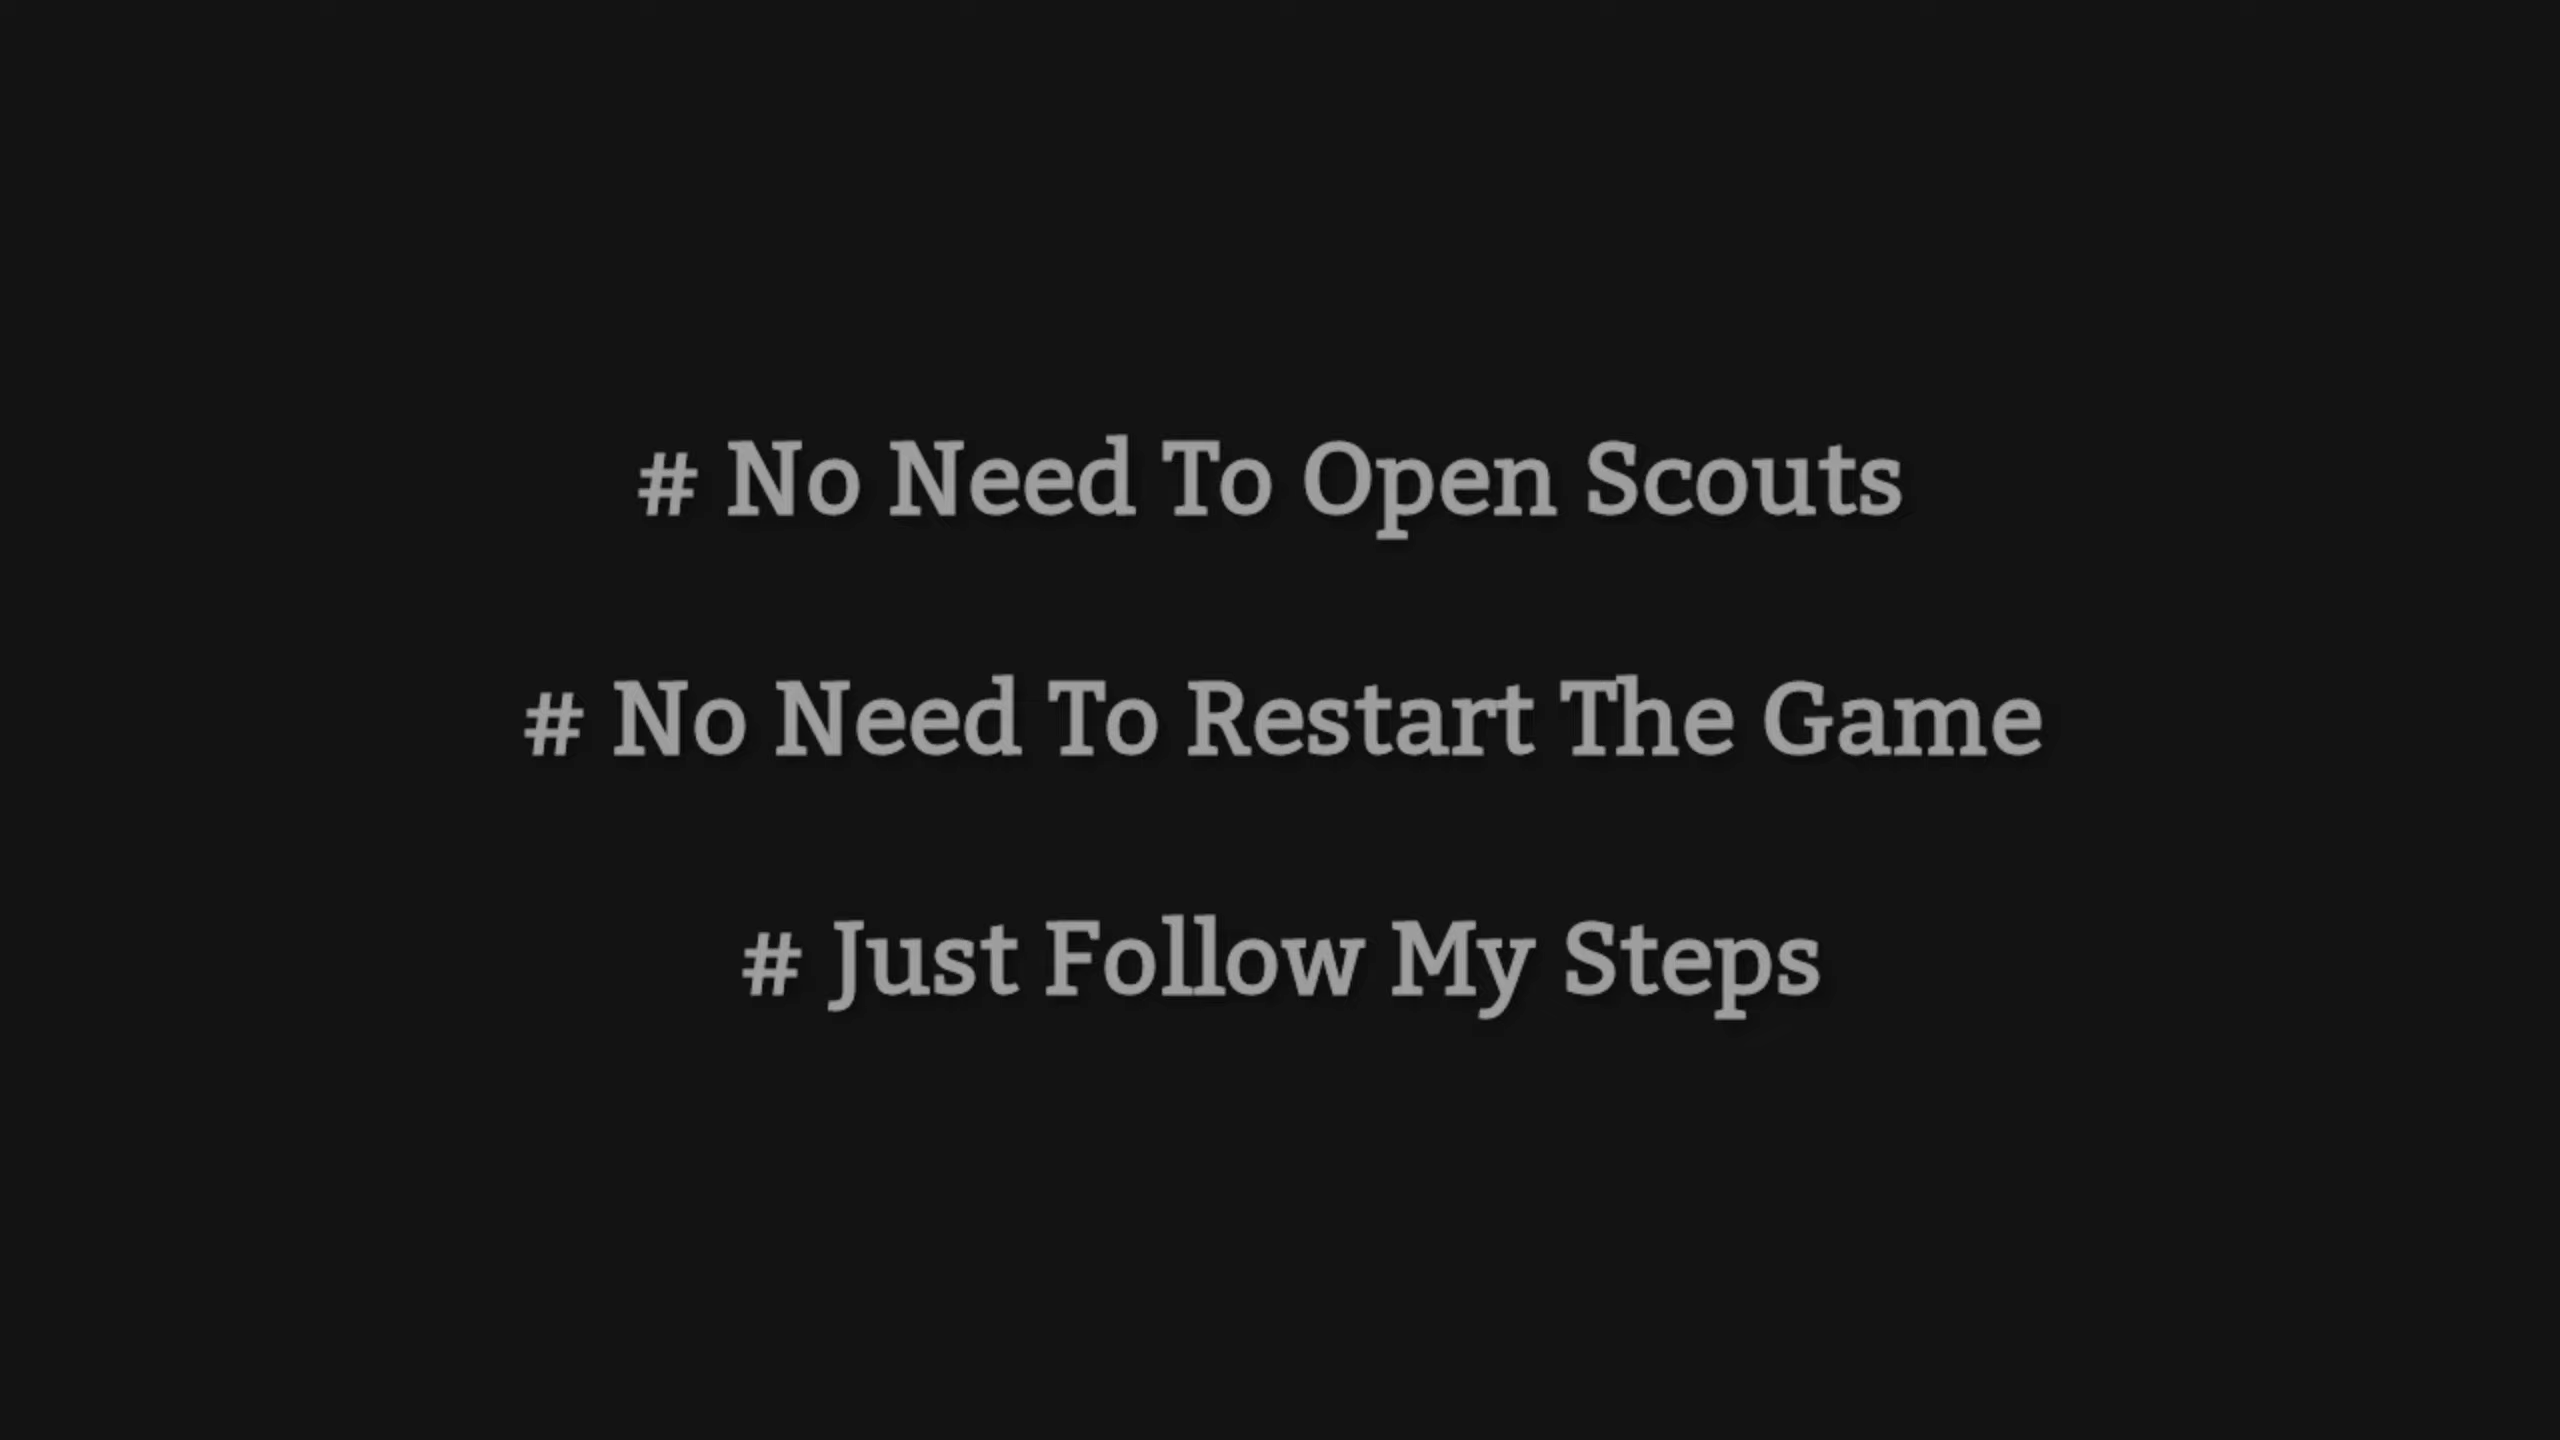 # No Need To Open Scouts
# No Need To Restart The Game
# Just Follow My Steps